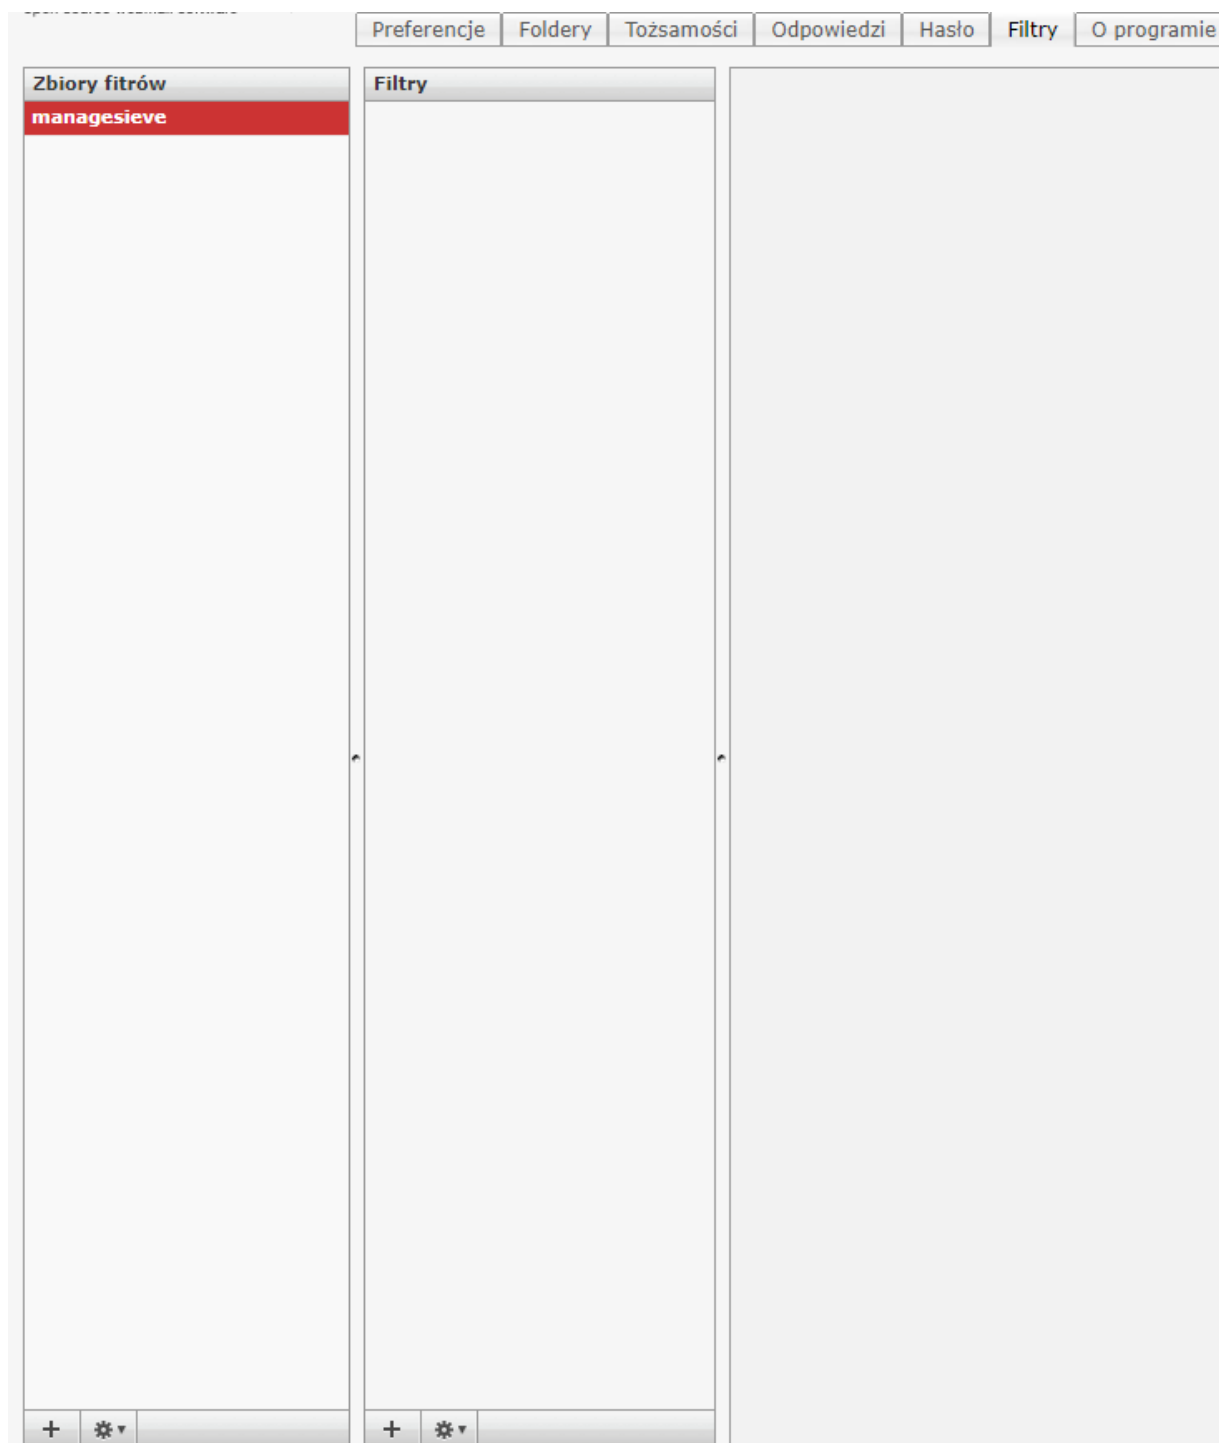 Preferencje Foldery Tożsamości Odpowiedzi Hasło Filtry O programie
Zbiory fitrów Filtry
managesieve